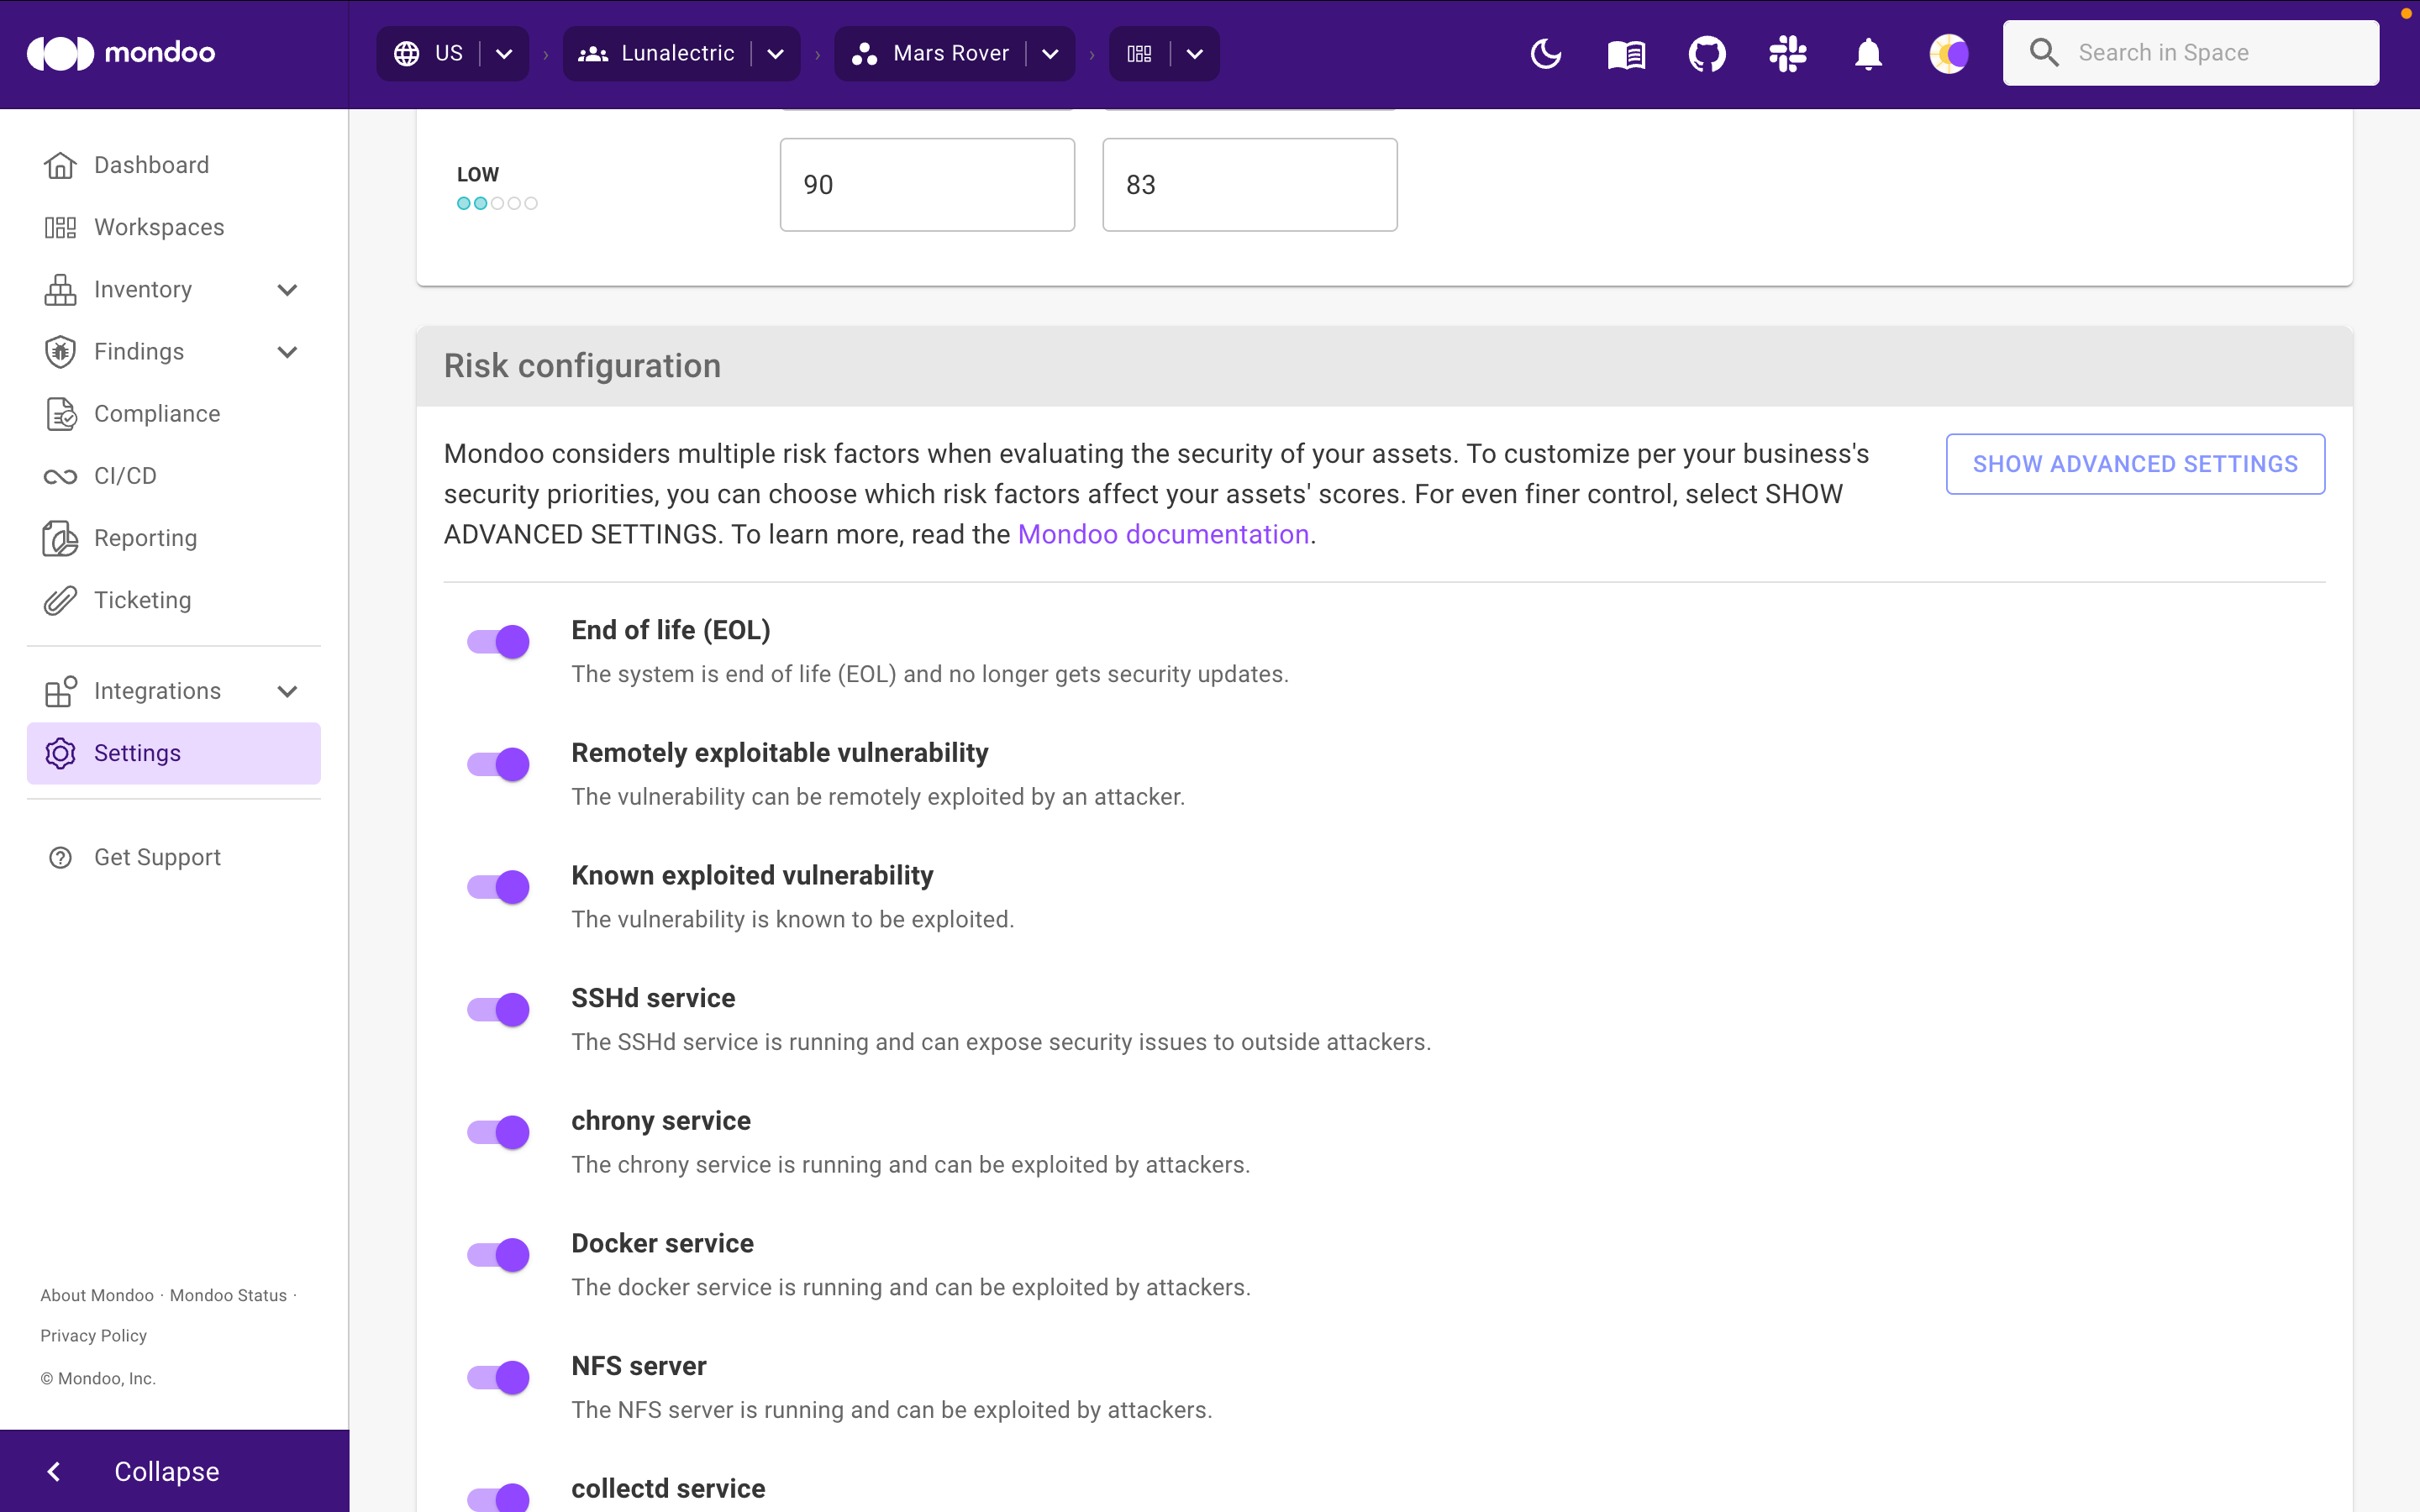 mondoo
US
Lunalectric
Mars Rover
Search in Space
Dashboard
Workspaces
Inventory
Findings
Compliance
CI/CD
Reporting
Ticketing
Integrations
Settings
Get Support
About Mondoo · Mondoo Status ·
Privacy Policy
© Mondoo, Inc.
Collapse
LOW
90
83
Risk configuration
Mondoo considers multiple risk factors when evaluating the security of your assets. To customize per your business's
security priorities, you can choose which risk factors affect your assets' scores. For even finer control, select SHOW
ADVANCED SETTINGS. To learn more, read the Mondoo documentation.
SHOW ADVANCED SETTINGS
End of life (EOL)
The system is end of life (EOL) and no longer gets security updates.
Remotely exploitable vulnerability
The vulnerability can be remotely exploited by an attacker.
Known exploited vulnerability
The vulnerability is known to be exploited.
SSHd service
The SSHd service is running and can expose security issues to outside attackers.
chrony service
The chrony service is running and can be exploited by attackers.
Docker service
The docker service is running and can be exploited by attackers.
NFS server
The NFS server is running and can be exploited by attackers.
collectd service